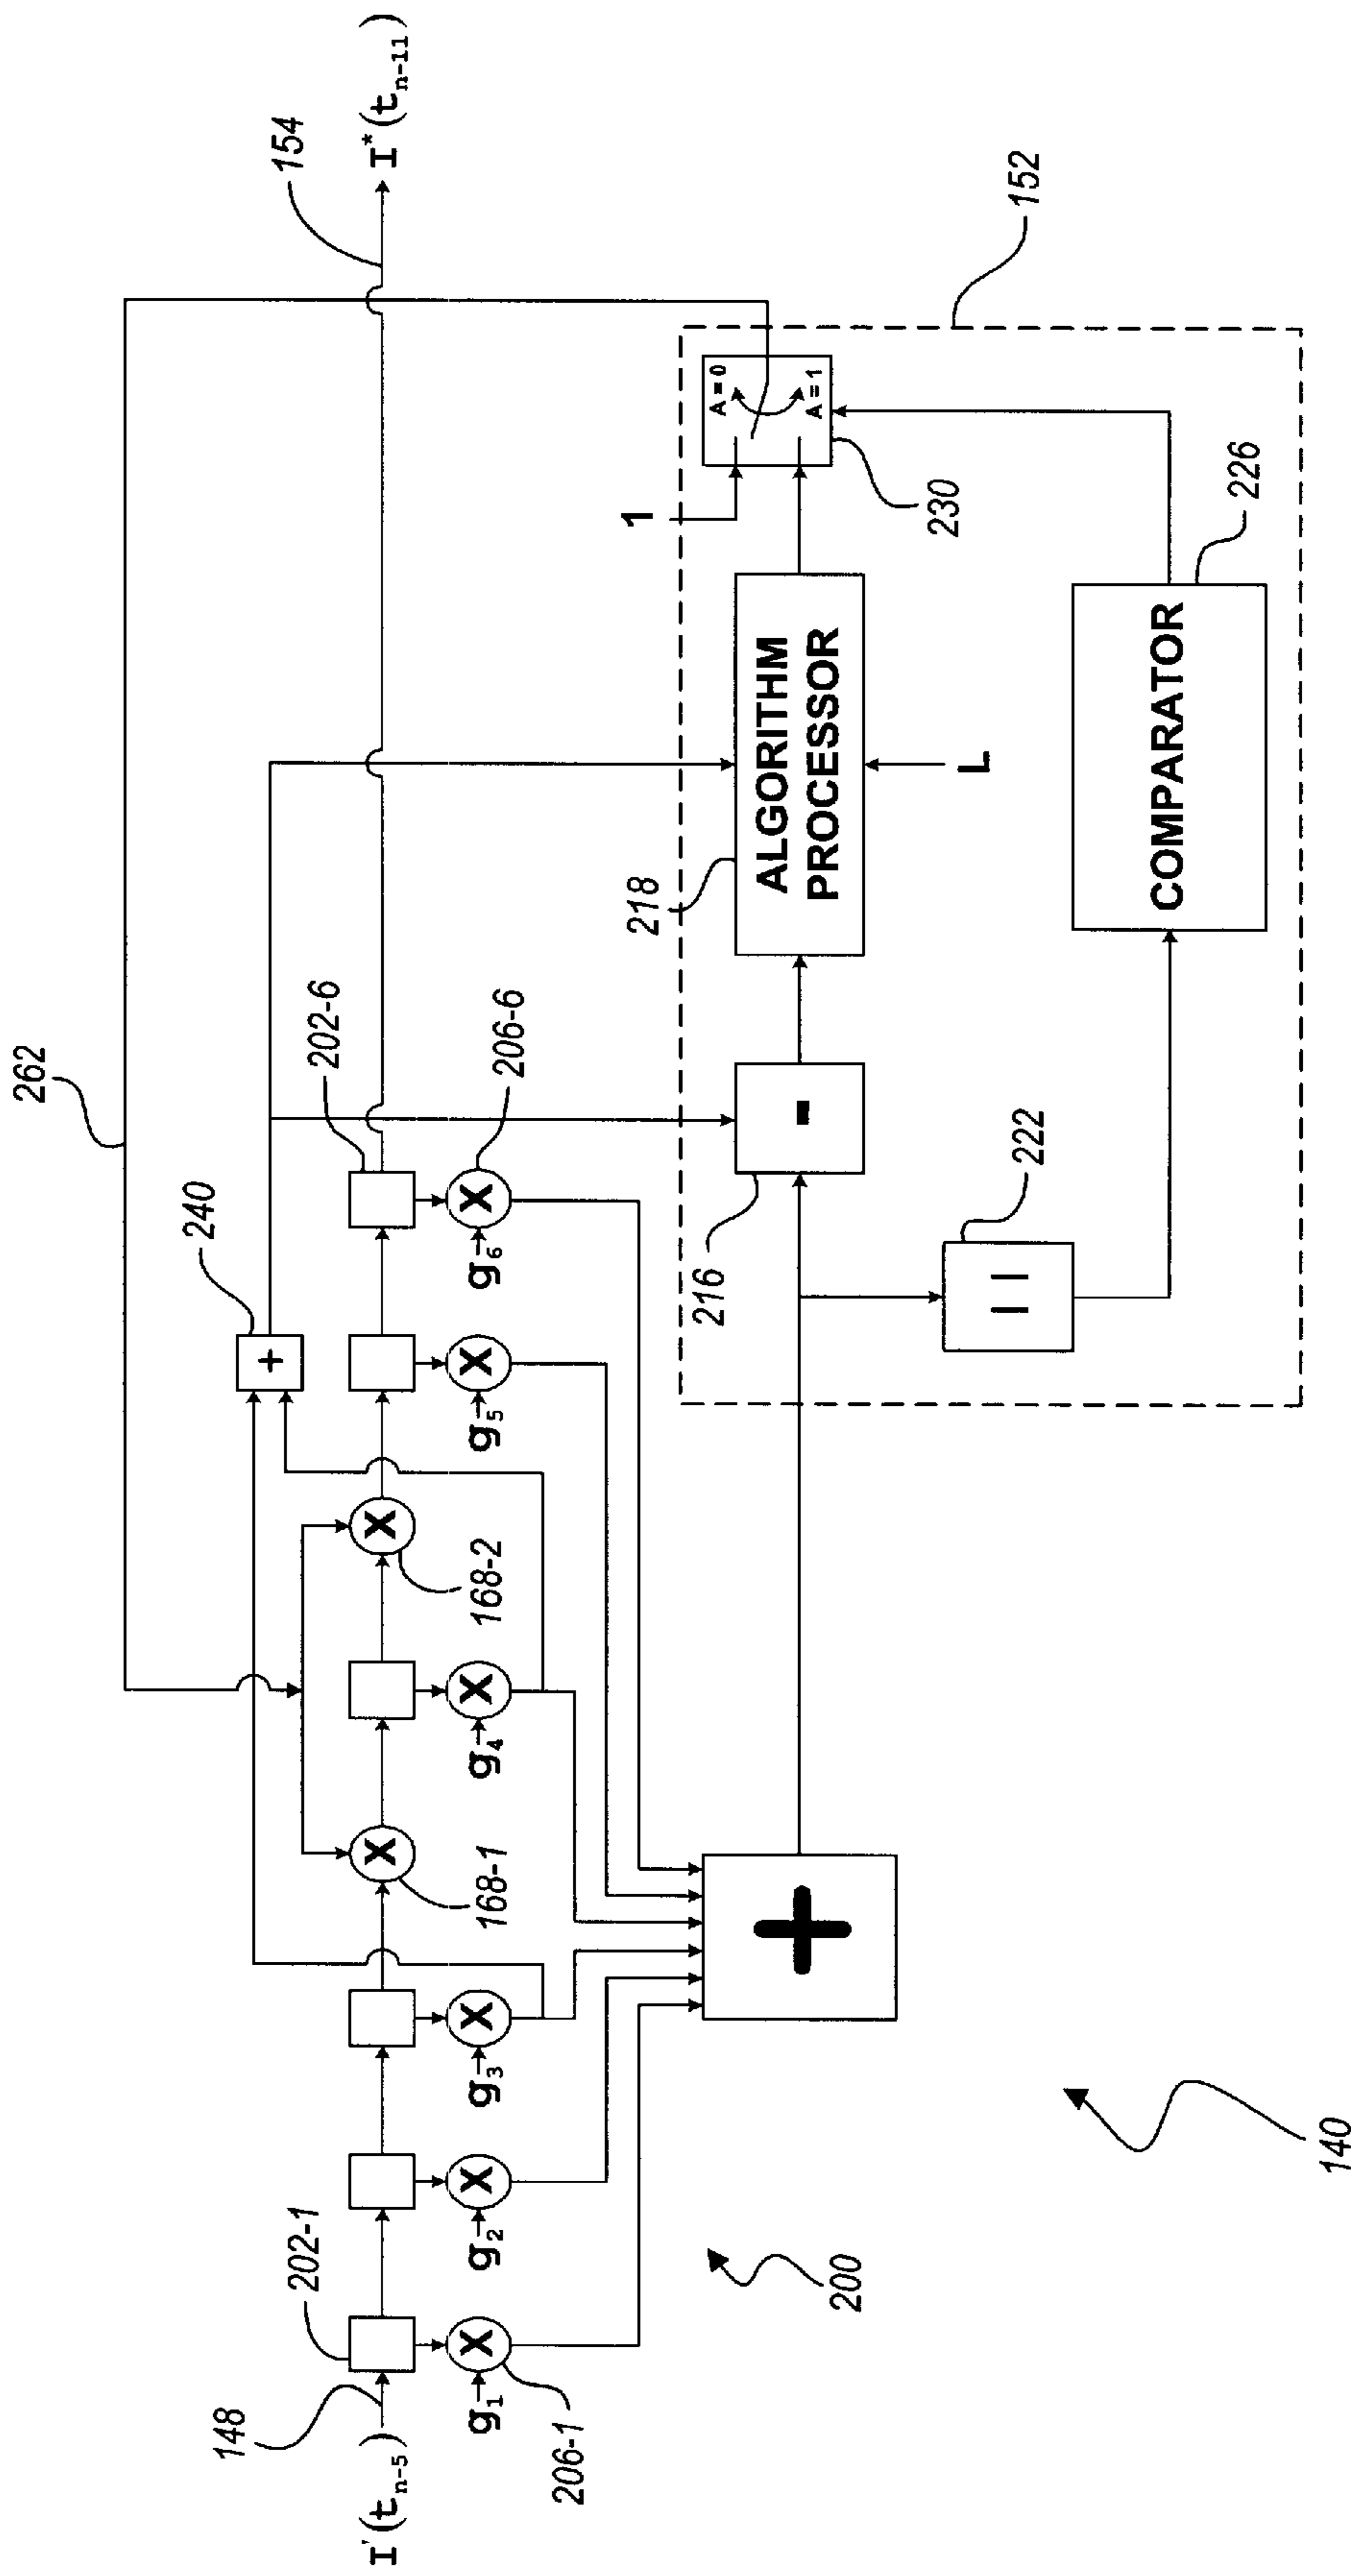 262
240
154
I*(tn-11)
202-6
206-6
168-1
168-2
202-1
148
I'(tn-5)
206-1
g1
X
g2
X
g3
X
g4
X
g5
X
g6
X
X
X
+
+
200
140
216
-
222
| |
218
ALGORITHM
PROCESSOR
L
1
A = 0
A = 1
230
COMPARATOR
226
152